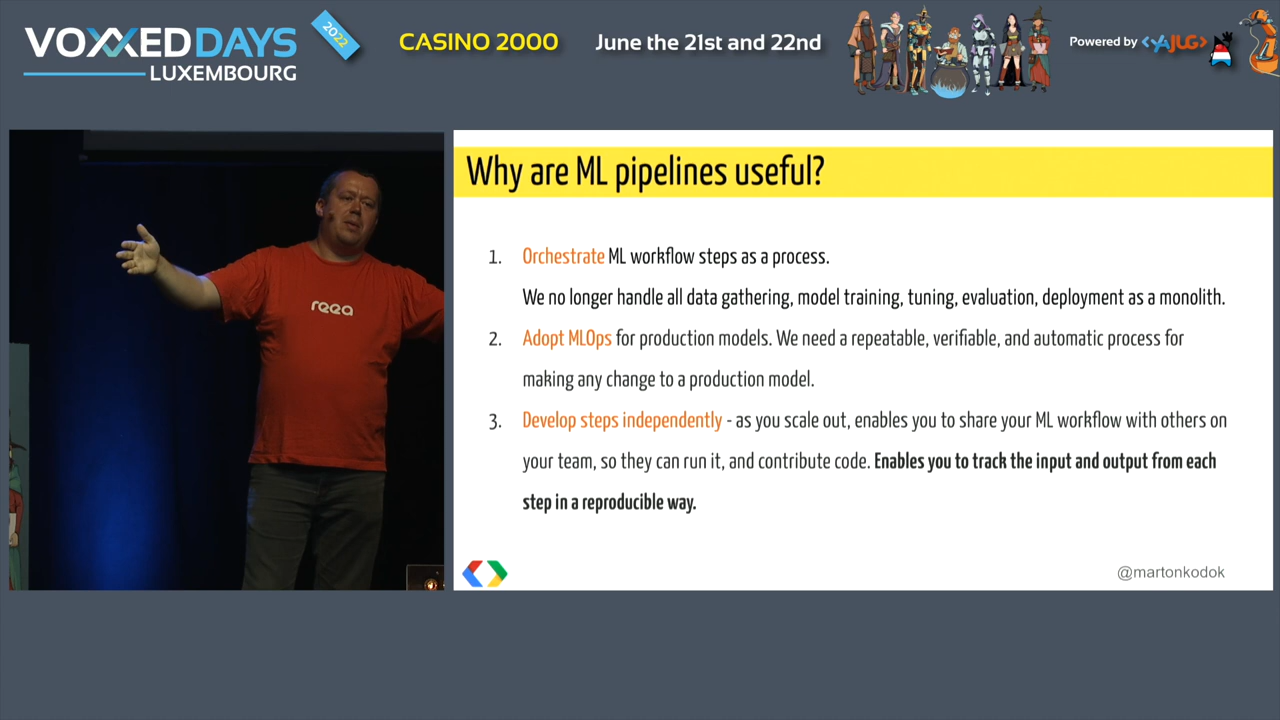 VOXXED DAYS
LUXEMBOURG
2022
CASINO 2000
June the 21st and 22nd
Powered by <YAJUG>
reea
Why are ML pipelines useful?
1. Orchestrate ML workflow steps as a process.
We no longer handle all data gathering, model training, tuning, evaluation, deployment as a monolith.
2. Adopt MLOps for production models. We need a repeatable, verifiable, and automatic process for
making any change to a production model.
3. Develop steps independently - as you scale out, enables you to share your ML workflow with others on
your team, so they can run it, and contribute code. Enables you to track the input and output from each
step in a reproducible way.
@martonkodok